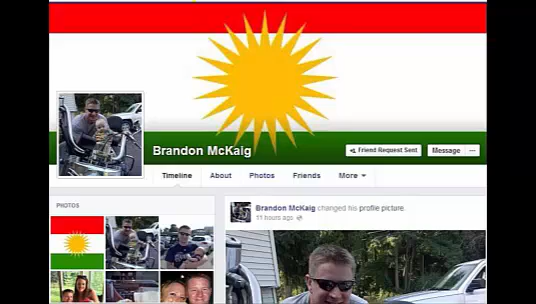 Brandon McKaig
Friend Request Sent
Message
Timeline About Photos Friends More
PHOTOS
Brandon McKaig changed his profile picture
11 hours ago